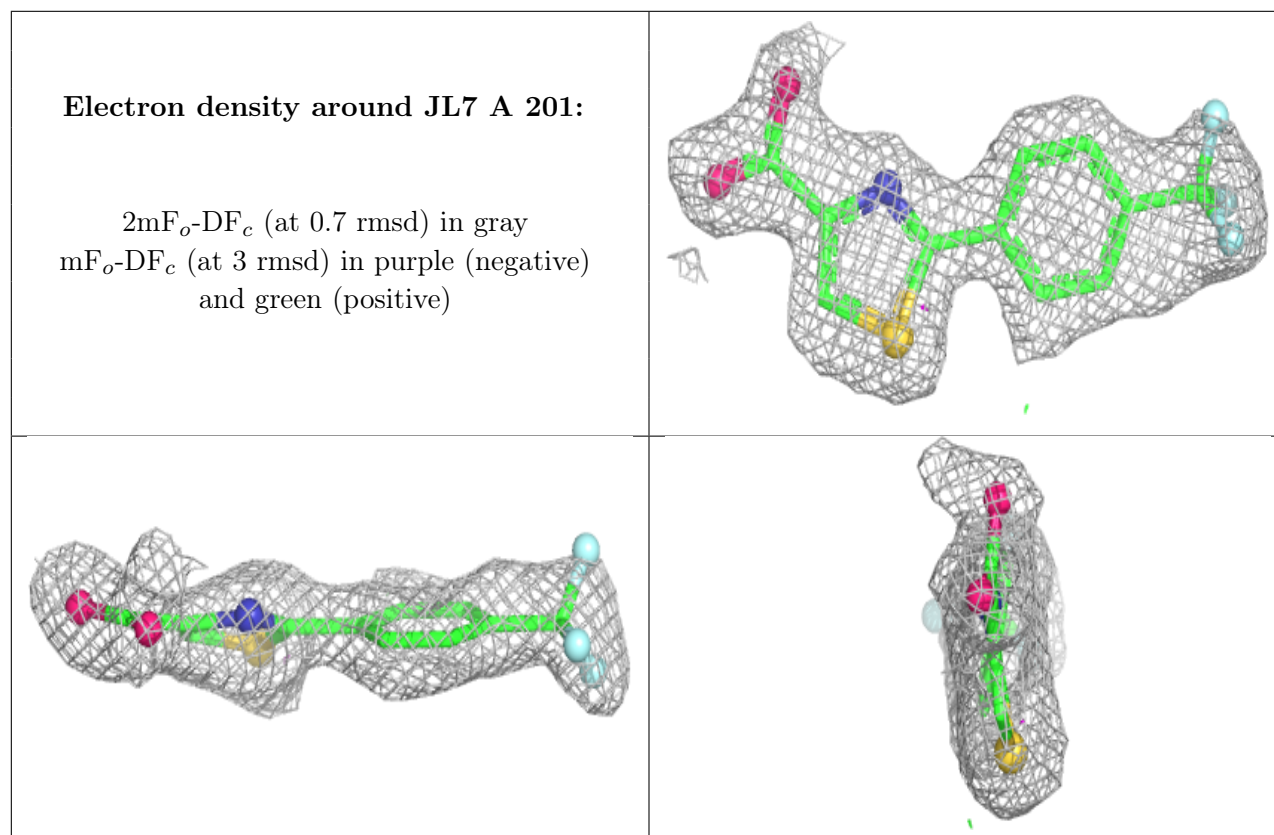 Electron density around JL7 A 201:
2mFo-DFc (at 0.7 rmsd) in gray
mFo-DFc (at 3 rmsd) in purple (negative)
and green (positive)